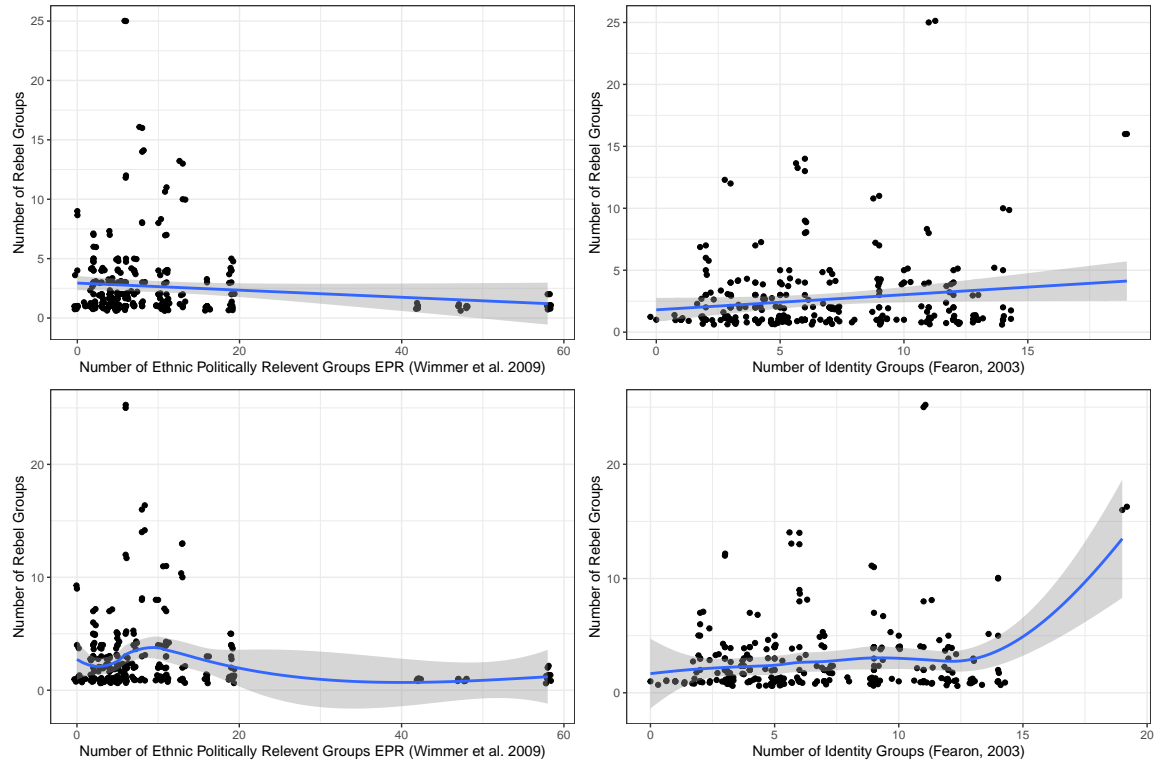 25
20
15
10
5
0
Number of Rebel Groups
0 20 40 60
Number of Ethnic Politically Relevent Groups EPR (Wimmer et al. 2009)
25
20
15
10
5
0
Number of Rebel Groups
0 5 10 15
Number of Identity Groups (Fearon, 2003)
20
10
0
Number of Rebel Groups
0 20 40 60
Number of Ethnic Politically Relevent Groups EPR (Wimmer et al. 2009)
20
10
0
Number of Rebel Groups
0 5 10 15 20
Number of Identity Groups (Fearon, 2003)